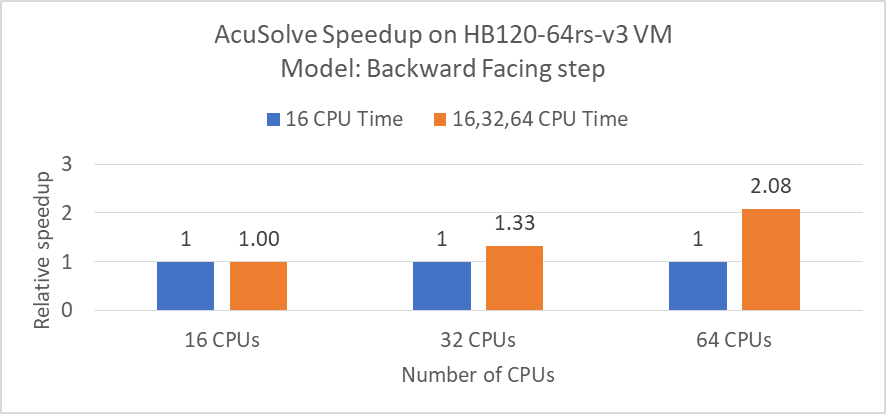 AcuSolve Speedup on HB120-64rs-v3 VM
Model: Backward Facing step
16 CPU Time 16,32,64 CPU Time
Relative speedup
3
2
1
0
1 1.00 1 1.33 1 2.08
16 CPUs 32 CPUs 64 CPUs
Number of CPUs